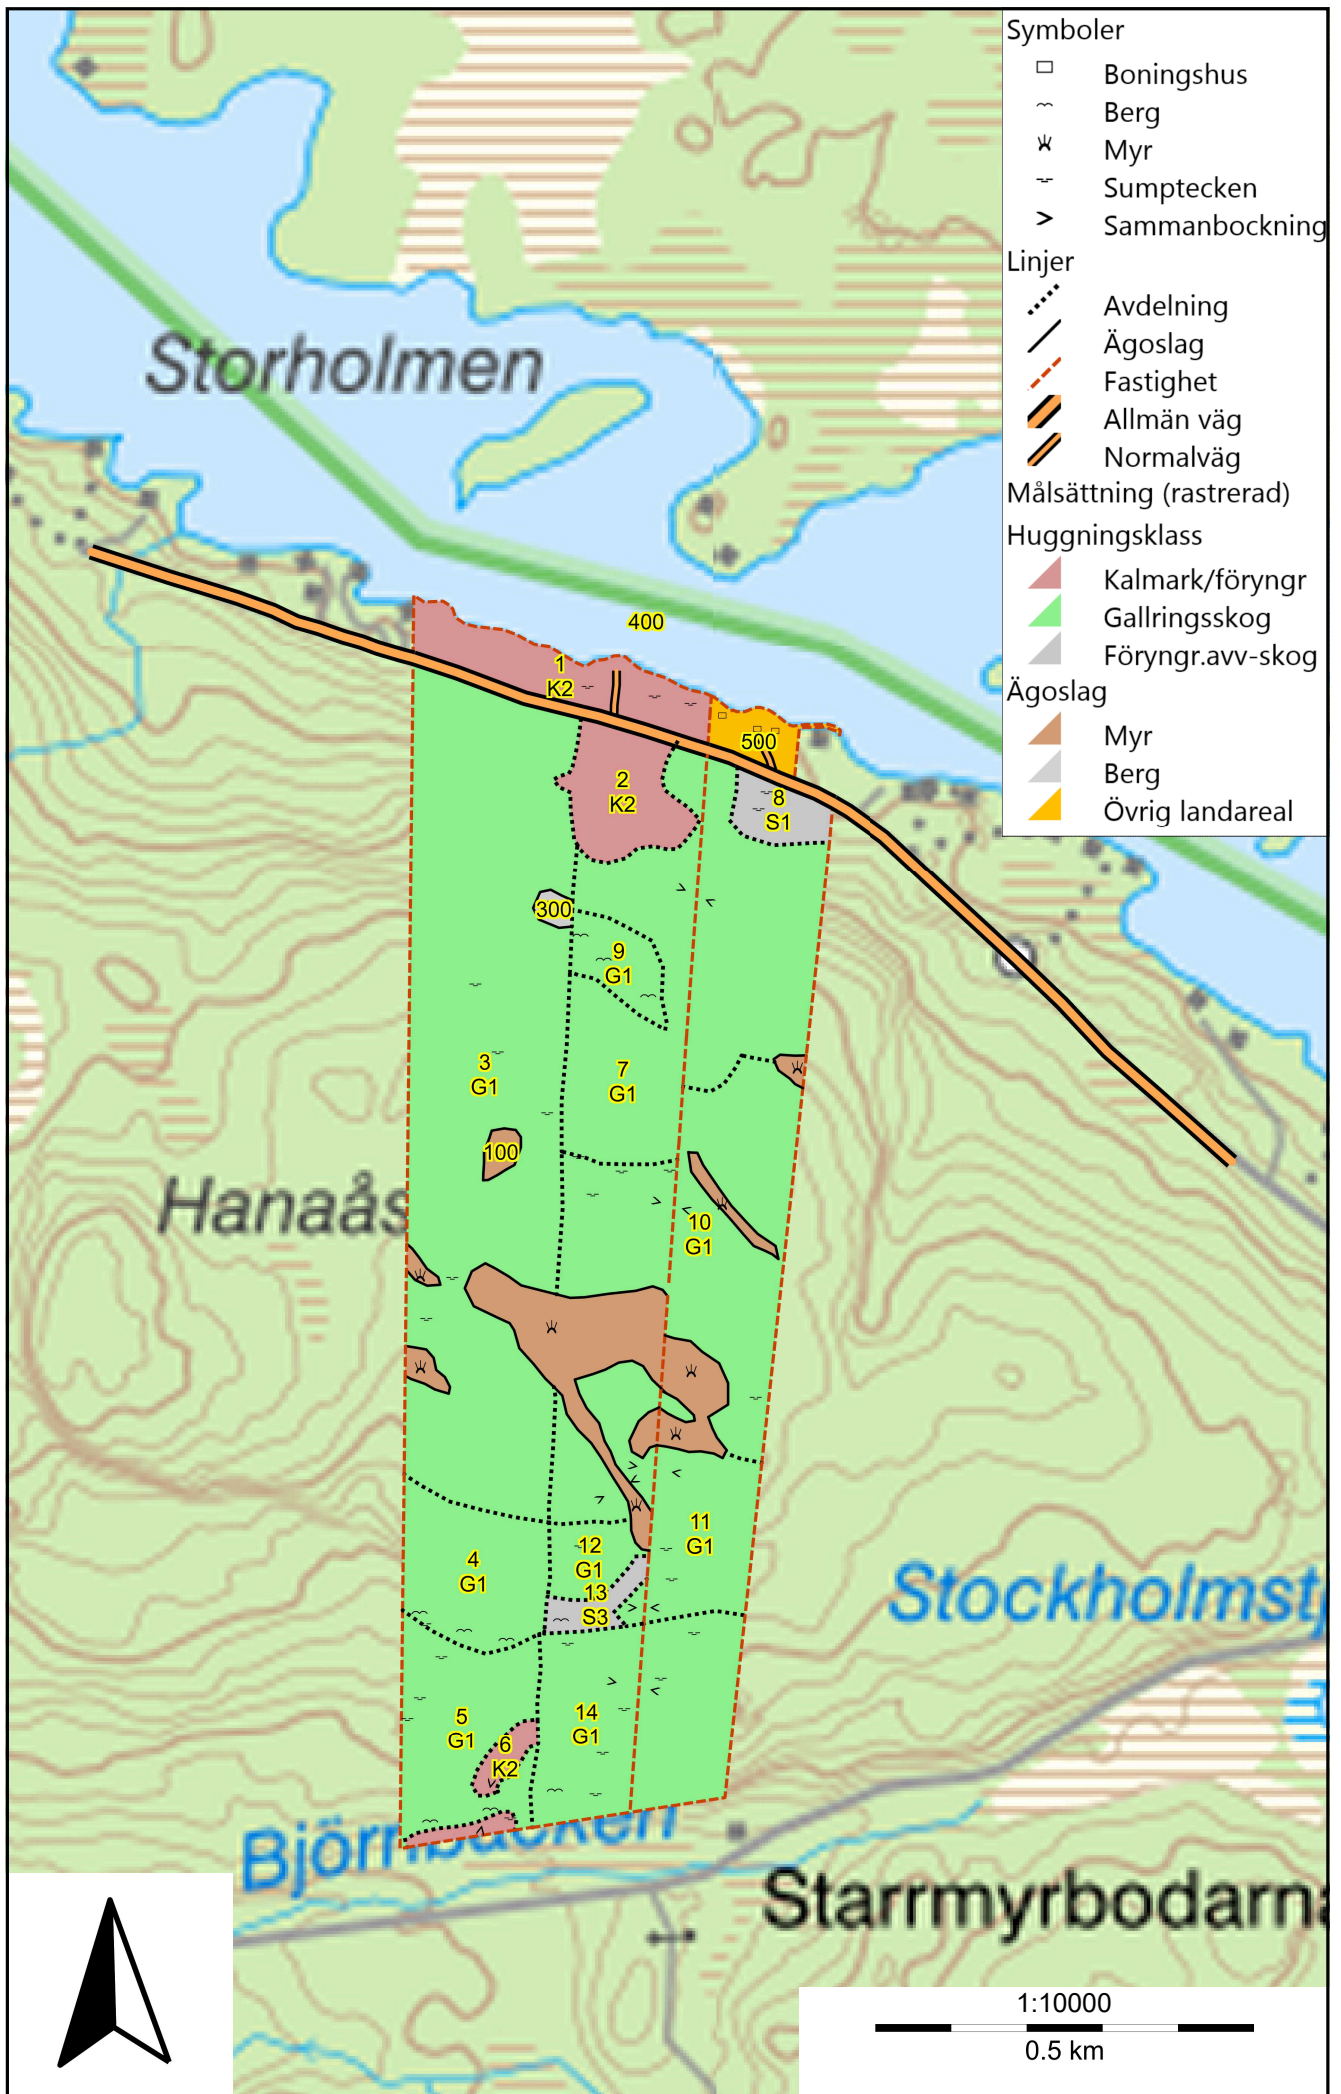 Symboler
Boningshus
Berg
Myr
Sumptecken
Sammanbockning
Linjer
Avdelning
Ägoslag
Fastighet
Allmän väg
Normalväg
Målsättning (rastrerad)
Huggningsklass
Kalmark/föryngr
Gallringsskog
Föryngr.avv-skog
Ägoslag
Myr
Berg
Övrig landareal
Storholmen
400
1
K2
500
2
K2
8
S1
300
9
G1
3
G1
7
G1
100
Hanaås
10
G1
11
G1
12
G1
4
G1
13
S3
Stockholmst
5
G1
14
G1
6
K2
Björnbäcken
Starrmyrbodarna
1:10000
0.5 km